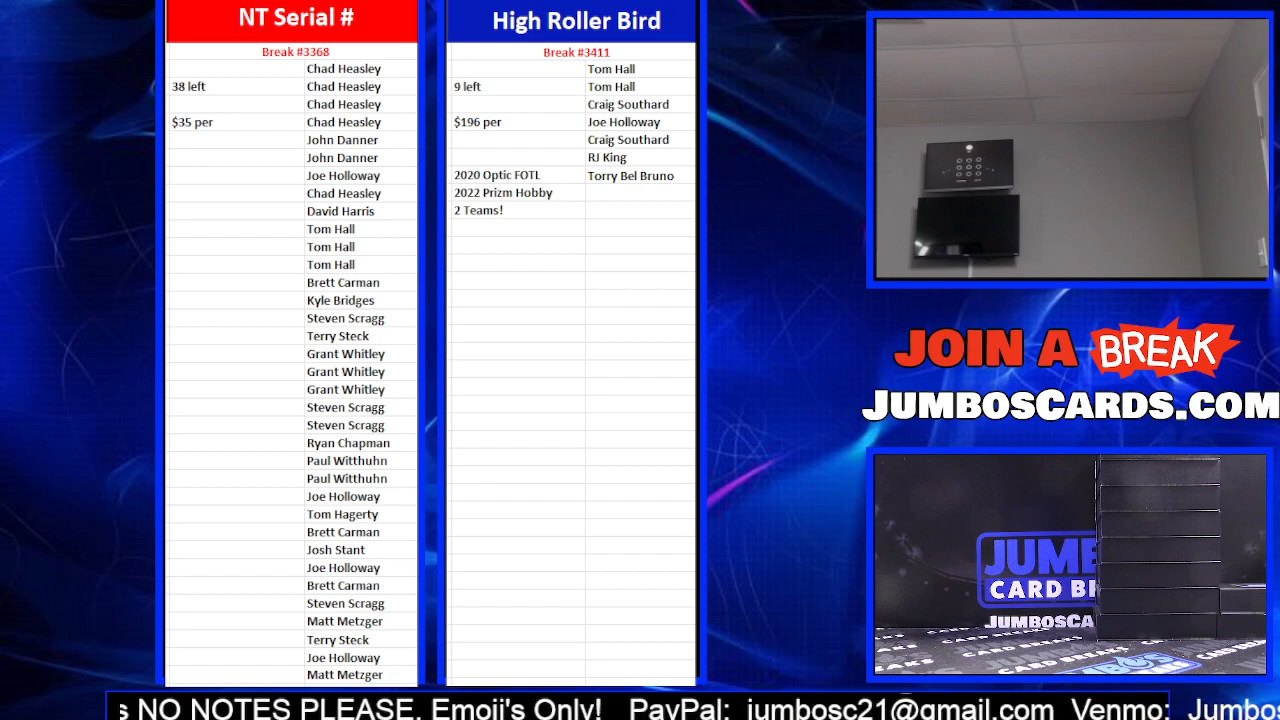 NT Serial #
Break #3368
Chad Heasley
38 left Chad Heasley
Chad Heasley
$35 per Chad Heasley
John Danner
John Danner
Joe Holloway
Chad Heasley
David Harris
Tom Hall
Tom Hall
Tom Hall
Brett Carman
Kyle Bridges
Steven Scragg
Terry Steck
Grant Whitley
Grant Whitley
Grant Whitley
Steven Scragg
Steven Scragg
Ryan Chapman
Paul Witthuhn
Paul Witthuhn
Joe Holloway
Tom Hagerty
Brett Carman
Josh Stant
Joe Holloway
Brett Carman
Steven Scragg
Matt Metzger
Terry Steck
Joe Holloway
Matt Metzger
High Roller Bird
Break #3411
Tom Hall
9 left Tom Hall
Craig Southard
$196 per Joe Holloway
Craig Southard
RJ King
2020 Optic FOTL Torry Bel Bruno
2022 Prizm Hobby
2 Teams!
JOIN A BREAK
JUMBOSCARDS.COM
JUMB
CARD BR
JUMBOSCA
CARD BREAKS
s NO NOTES PLEASE. Emoji's Only! PayPal: jumbosc21@gmail.com Venmo: Jumbos